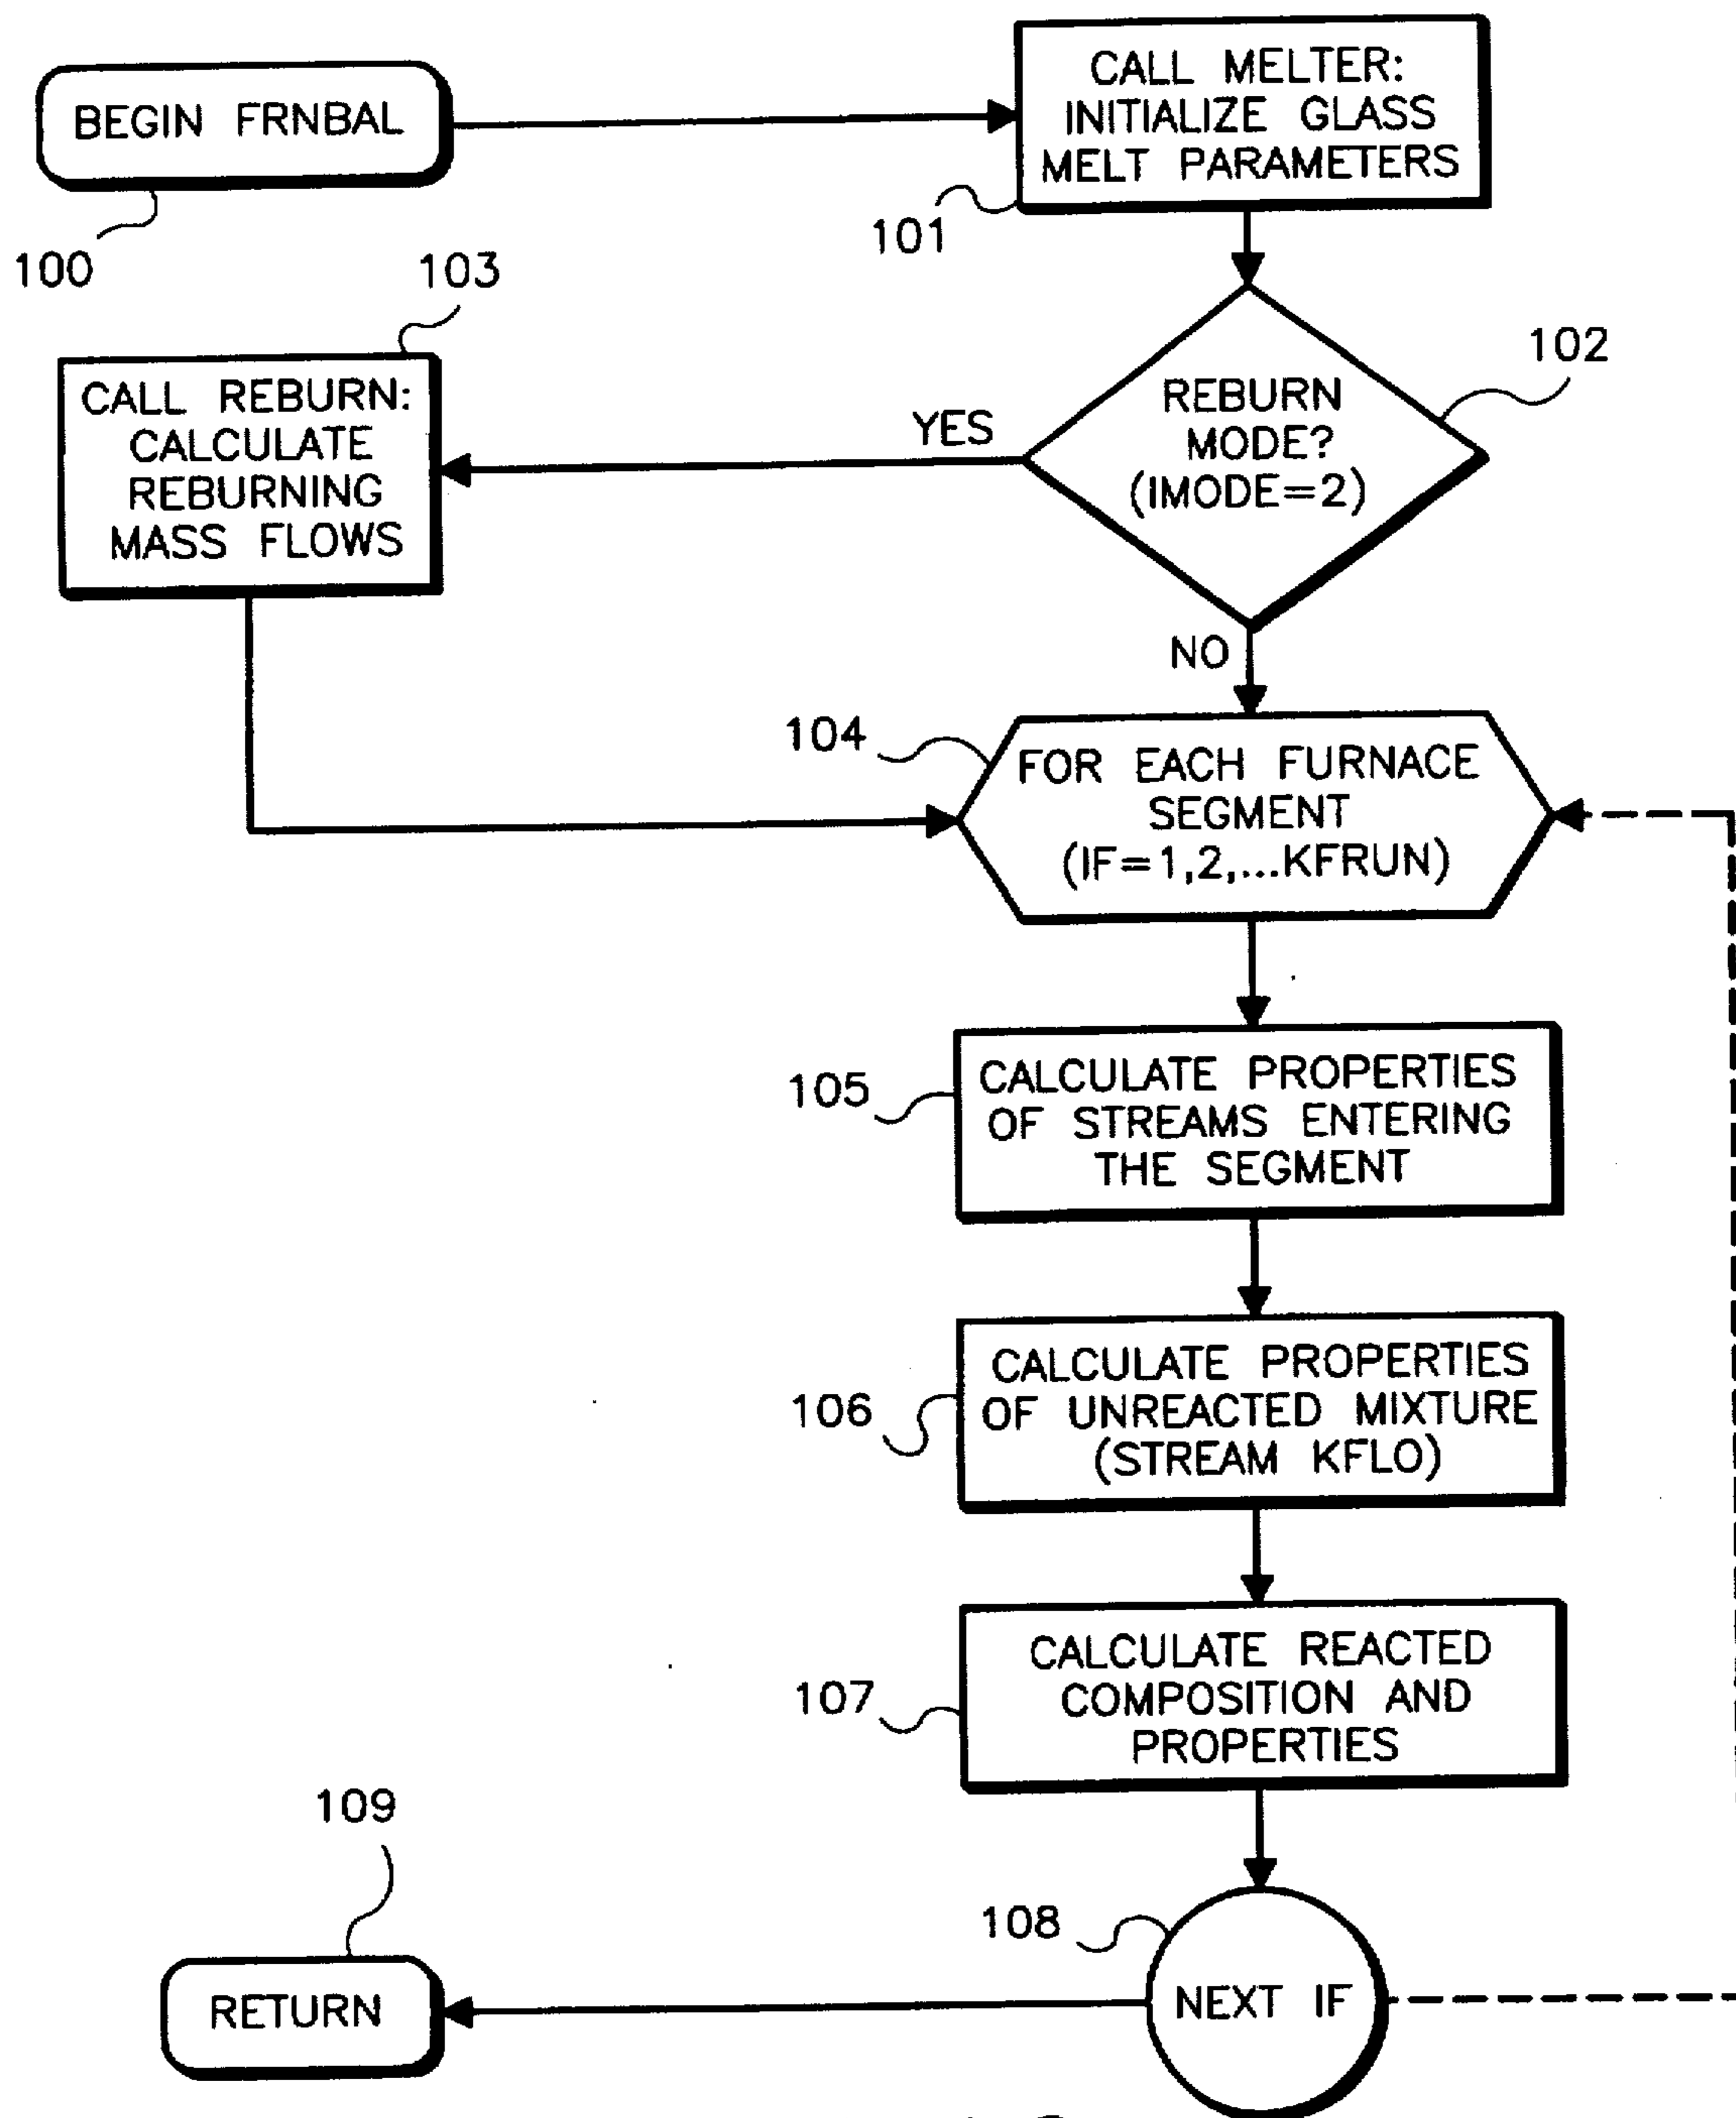 BEGIN FRNBAL
100
CALL MELTER:
INITIALIZE GLASS
MELT PARAMETERS
101
REBURN
MODE?
(IMODE=2)
102
YES
NO
103
CALL REBURN:
CALCULATE
REBURNING
MASS FLOWS
104
FOR EACH FURNACE
SEGMENT
(IF=1,2,...KFRUN)
105
CALCULATE PROPERTIES
OF STREAMS ENTERING
THE SEGMENT
106
CALCULATE PROPERTIES
OF UNREACTED MIXTURE
(STREAM KFLO)
107
CALCULATE REACTED
COMPOSITION AND
PROPERTIES
108
NEXT IF
109
RETURN